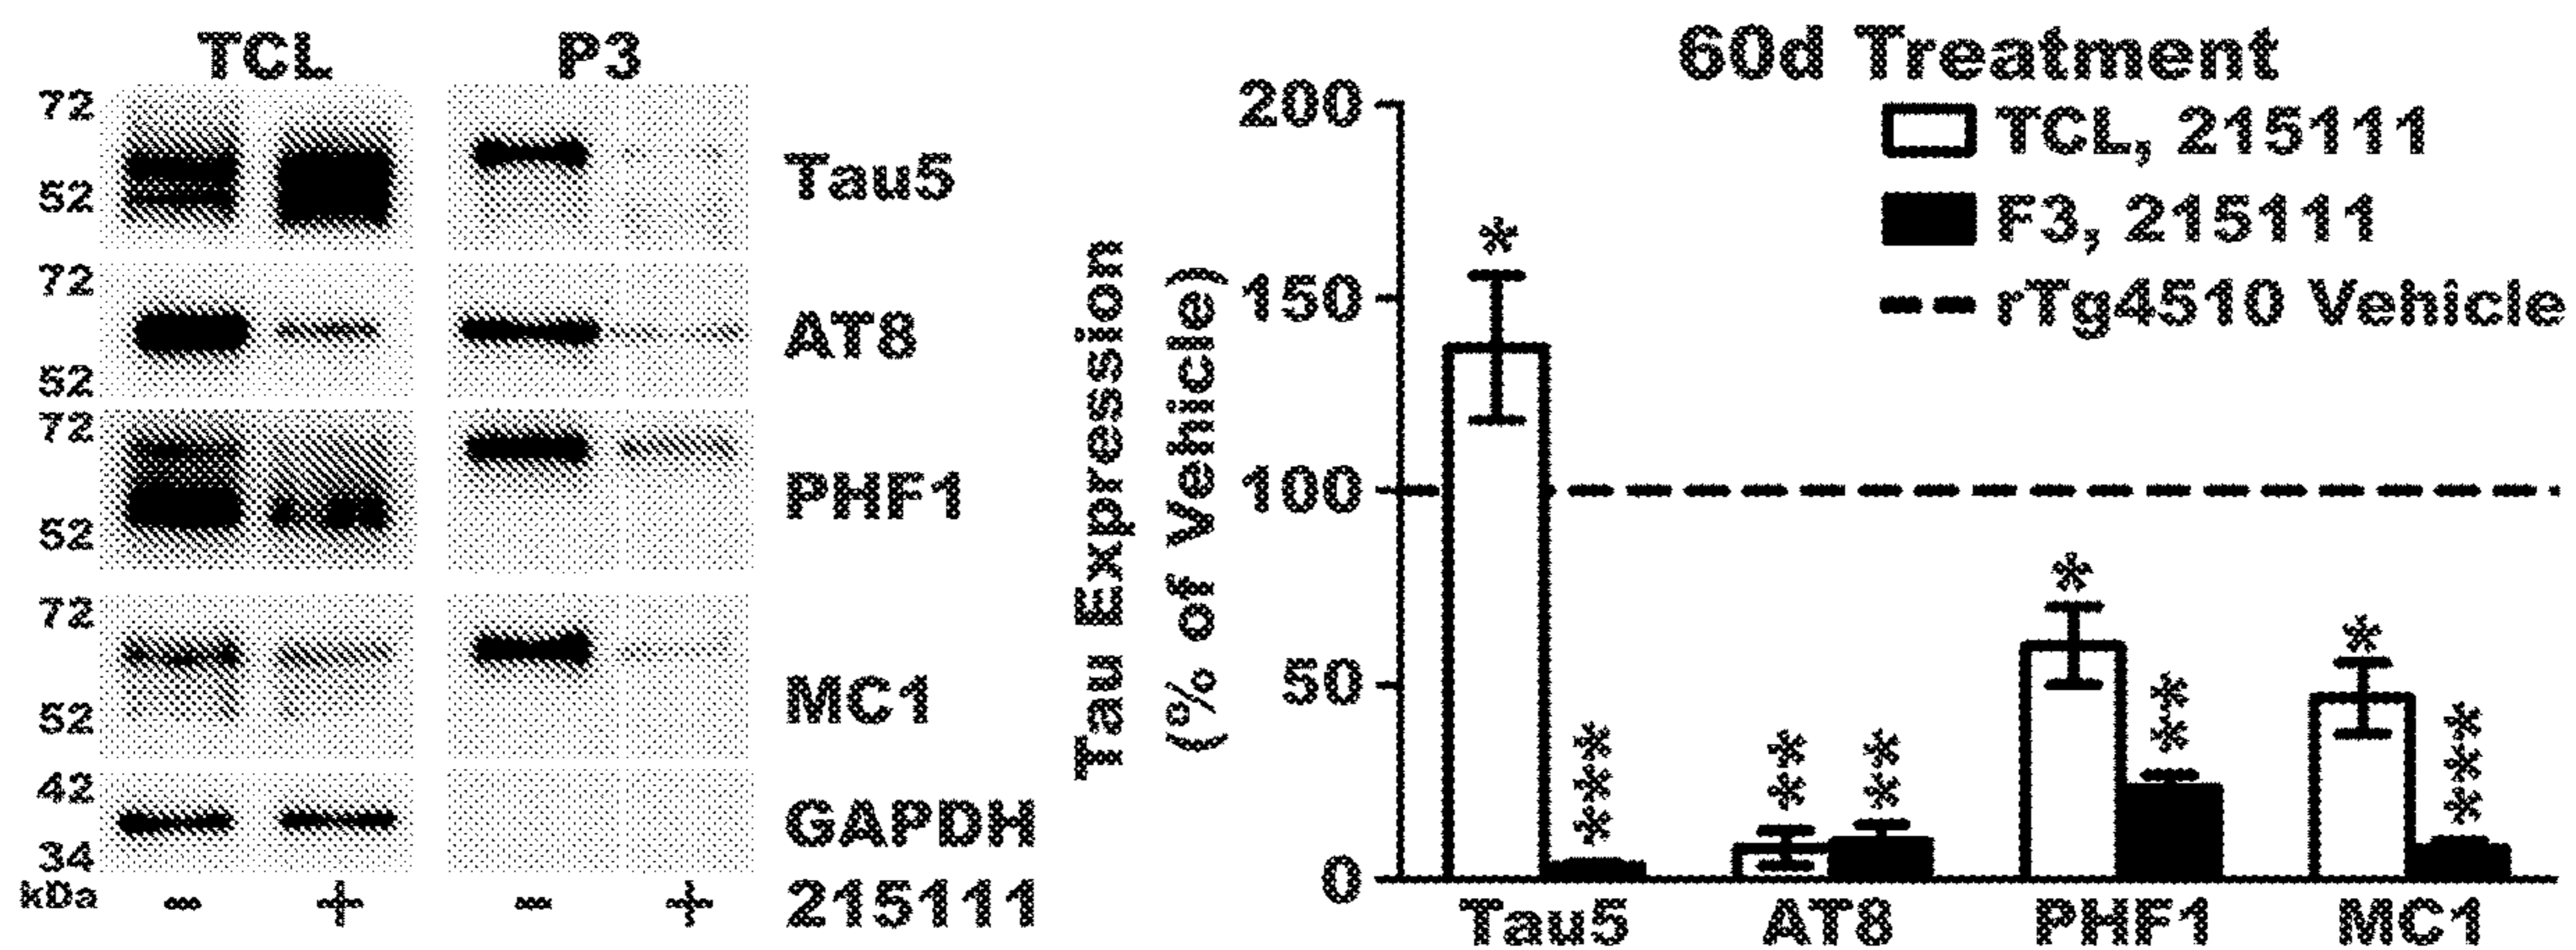 TCL P3
72
52
Tau5
72
52
AT8
72
52
PHF1
72
52
MC1
42
34
GAPDH
kDa - + - + 215111
60d Treatment
TCL, 215111
F3, 215111
rTg4510 Vehicle
Tau Expression
(% of Vehicle)
200
150
100
50
0
*
***
**
**
*
**
*
***
Tau5 AT8 PHF1 MC1